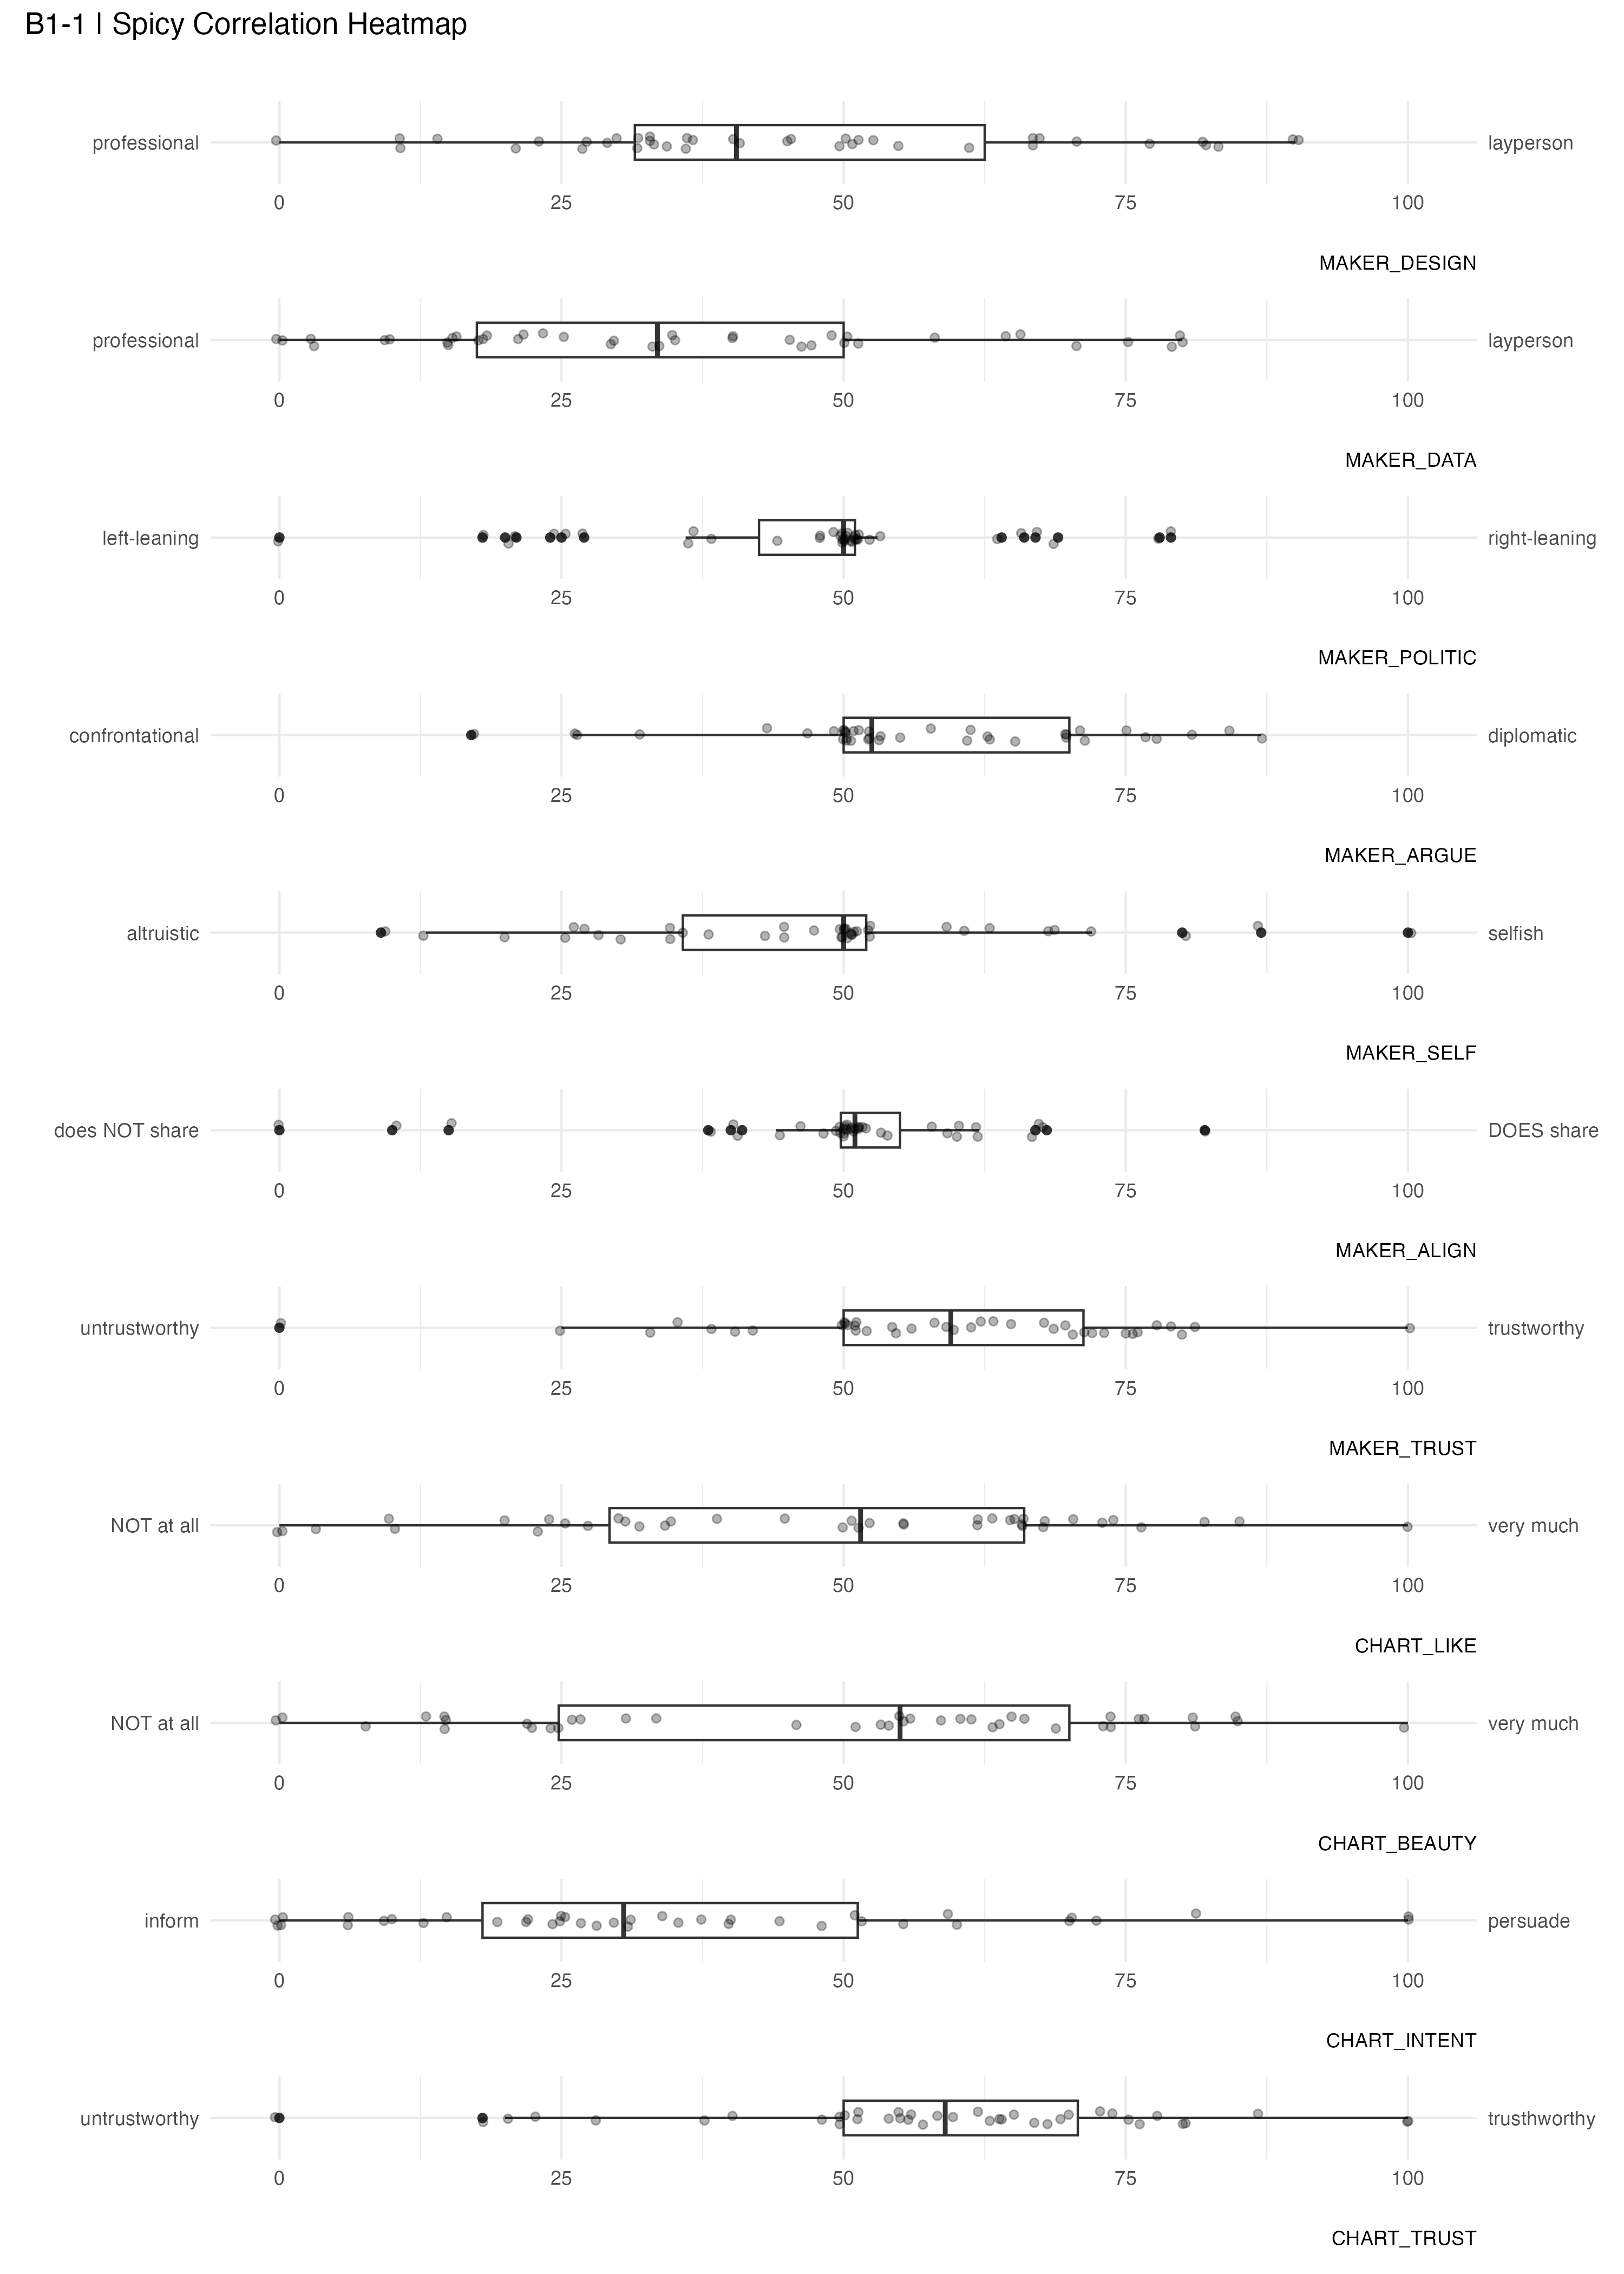 B1-1 | Spicy Correlation Heatmap
professional layperson
0 25 50 75 100
MAKER_DESIGN
professional layperson
0 25 50 75 100
MAKER_DATA
left-leaning right-leaning
0 25 50 75 100
MAKER_POLITIC
confrontational diplomatic
0 25 50 75 100
MAKER_ARGUE
altruistic selfish
0 25 50 75 100
MAKER_SELF
does NOT share DOES share
0 25 50 75 100
MAKER_ALIGN
untrustworthy trustworthy
0 25 50 75 100
MAKER_TRUST
NOT at all very much
0 25 50 75 100
CHART_LIKE
NOT at all very much
0 25 50 75 100
CHART_BEAUTY
inform persuade
0 25 50 75 100
CHART_INTENT
untrustworthy trusthworthy
0 25 50 75 100
CHART_TRUST